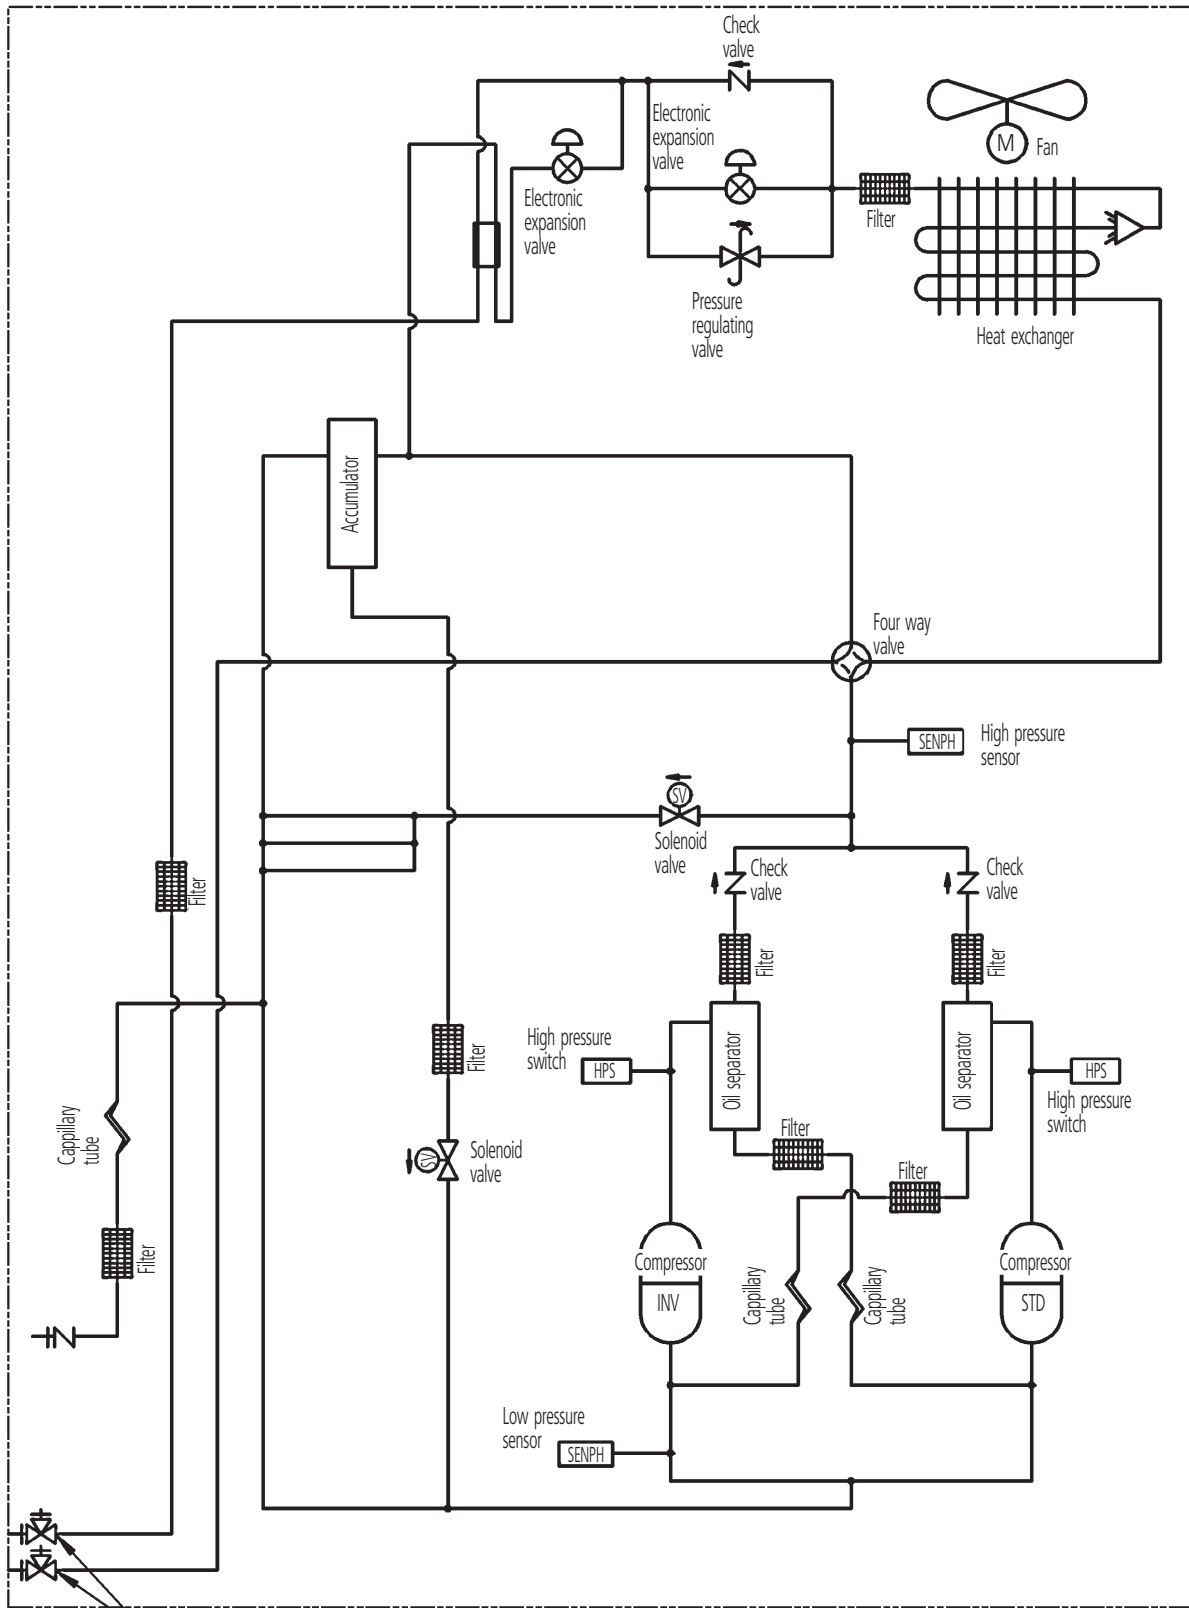 Check
valve
Electronic
expansion
valve
M
Fan
Electronic
expansion
valve
Filter
Pressure
regulating
valve
Heat exchanger
Accumulator
Four way
valve
SENPH
High pressure
sensor
SV
Solenoid
valve
Check
valve
Check
valve
Filter
Filter
Filter
High pressure
switch
HPS
Oil separator
Oil separator
HPS
High pressure
switch
Filter
Cappillary
tube
SV
Solenoid
valve
Filter
Filter
Filter
Compressor
INV
Cappillary
tube
Cappillary
tube
Compressor
STD
Low pressure
sensor
SENPH